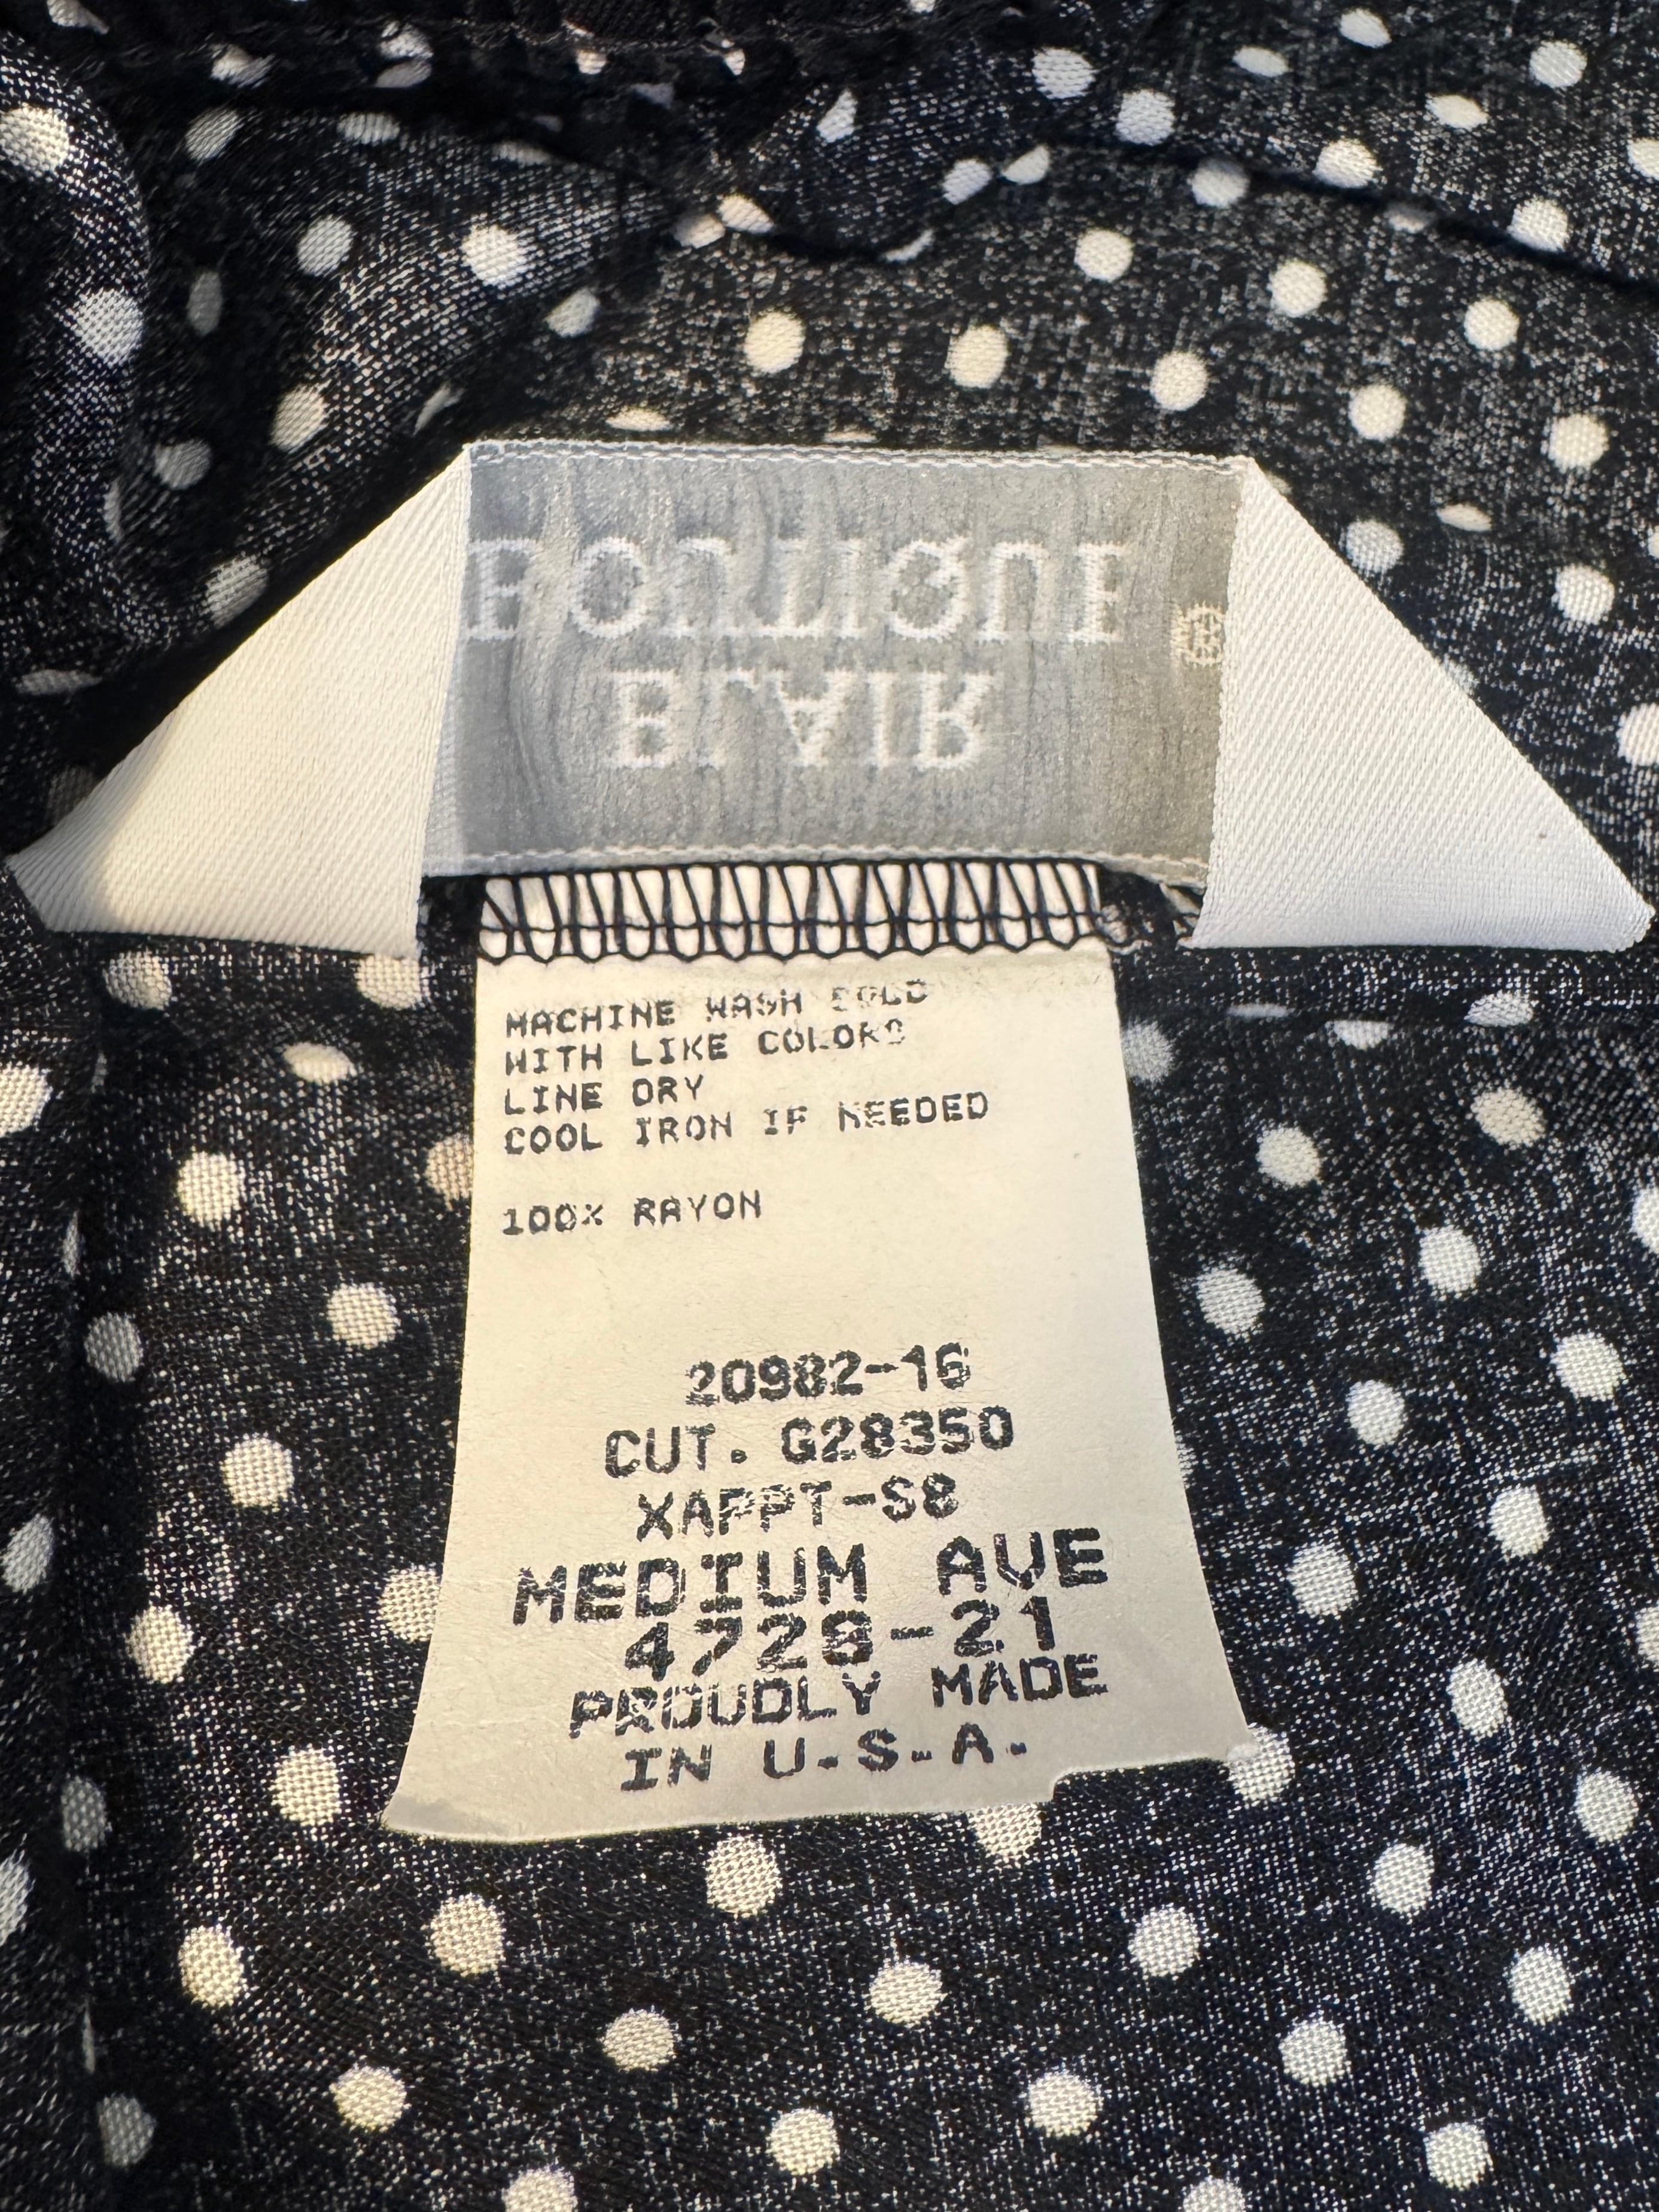 BLAIR
BOUTIQUE ®
MACHINE WASH COLD
WITH LIKE COLORS
LINE DRY
COOL IRON IF NEEDED
100% RAYON
20982-16
CUT. G28350
XAPPT-S8
MEDIUM AVE
4728-21
PROUDLY MADE
IN U.S.A.